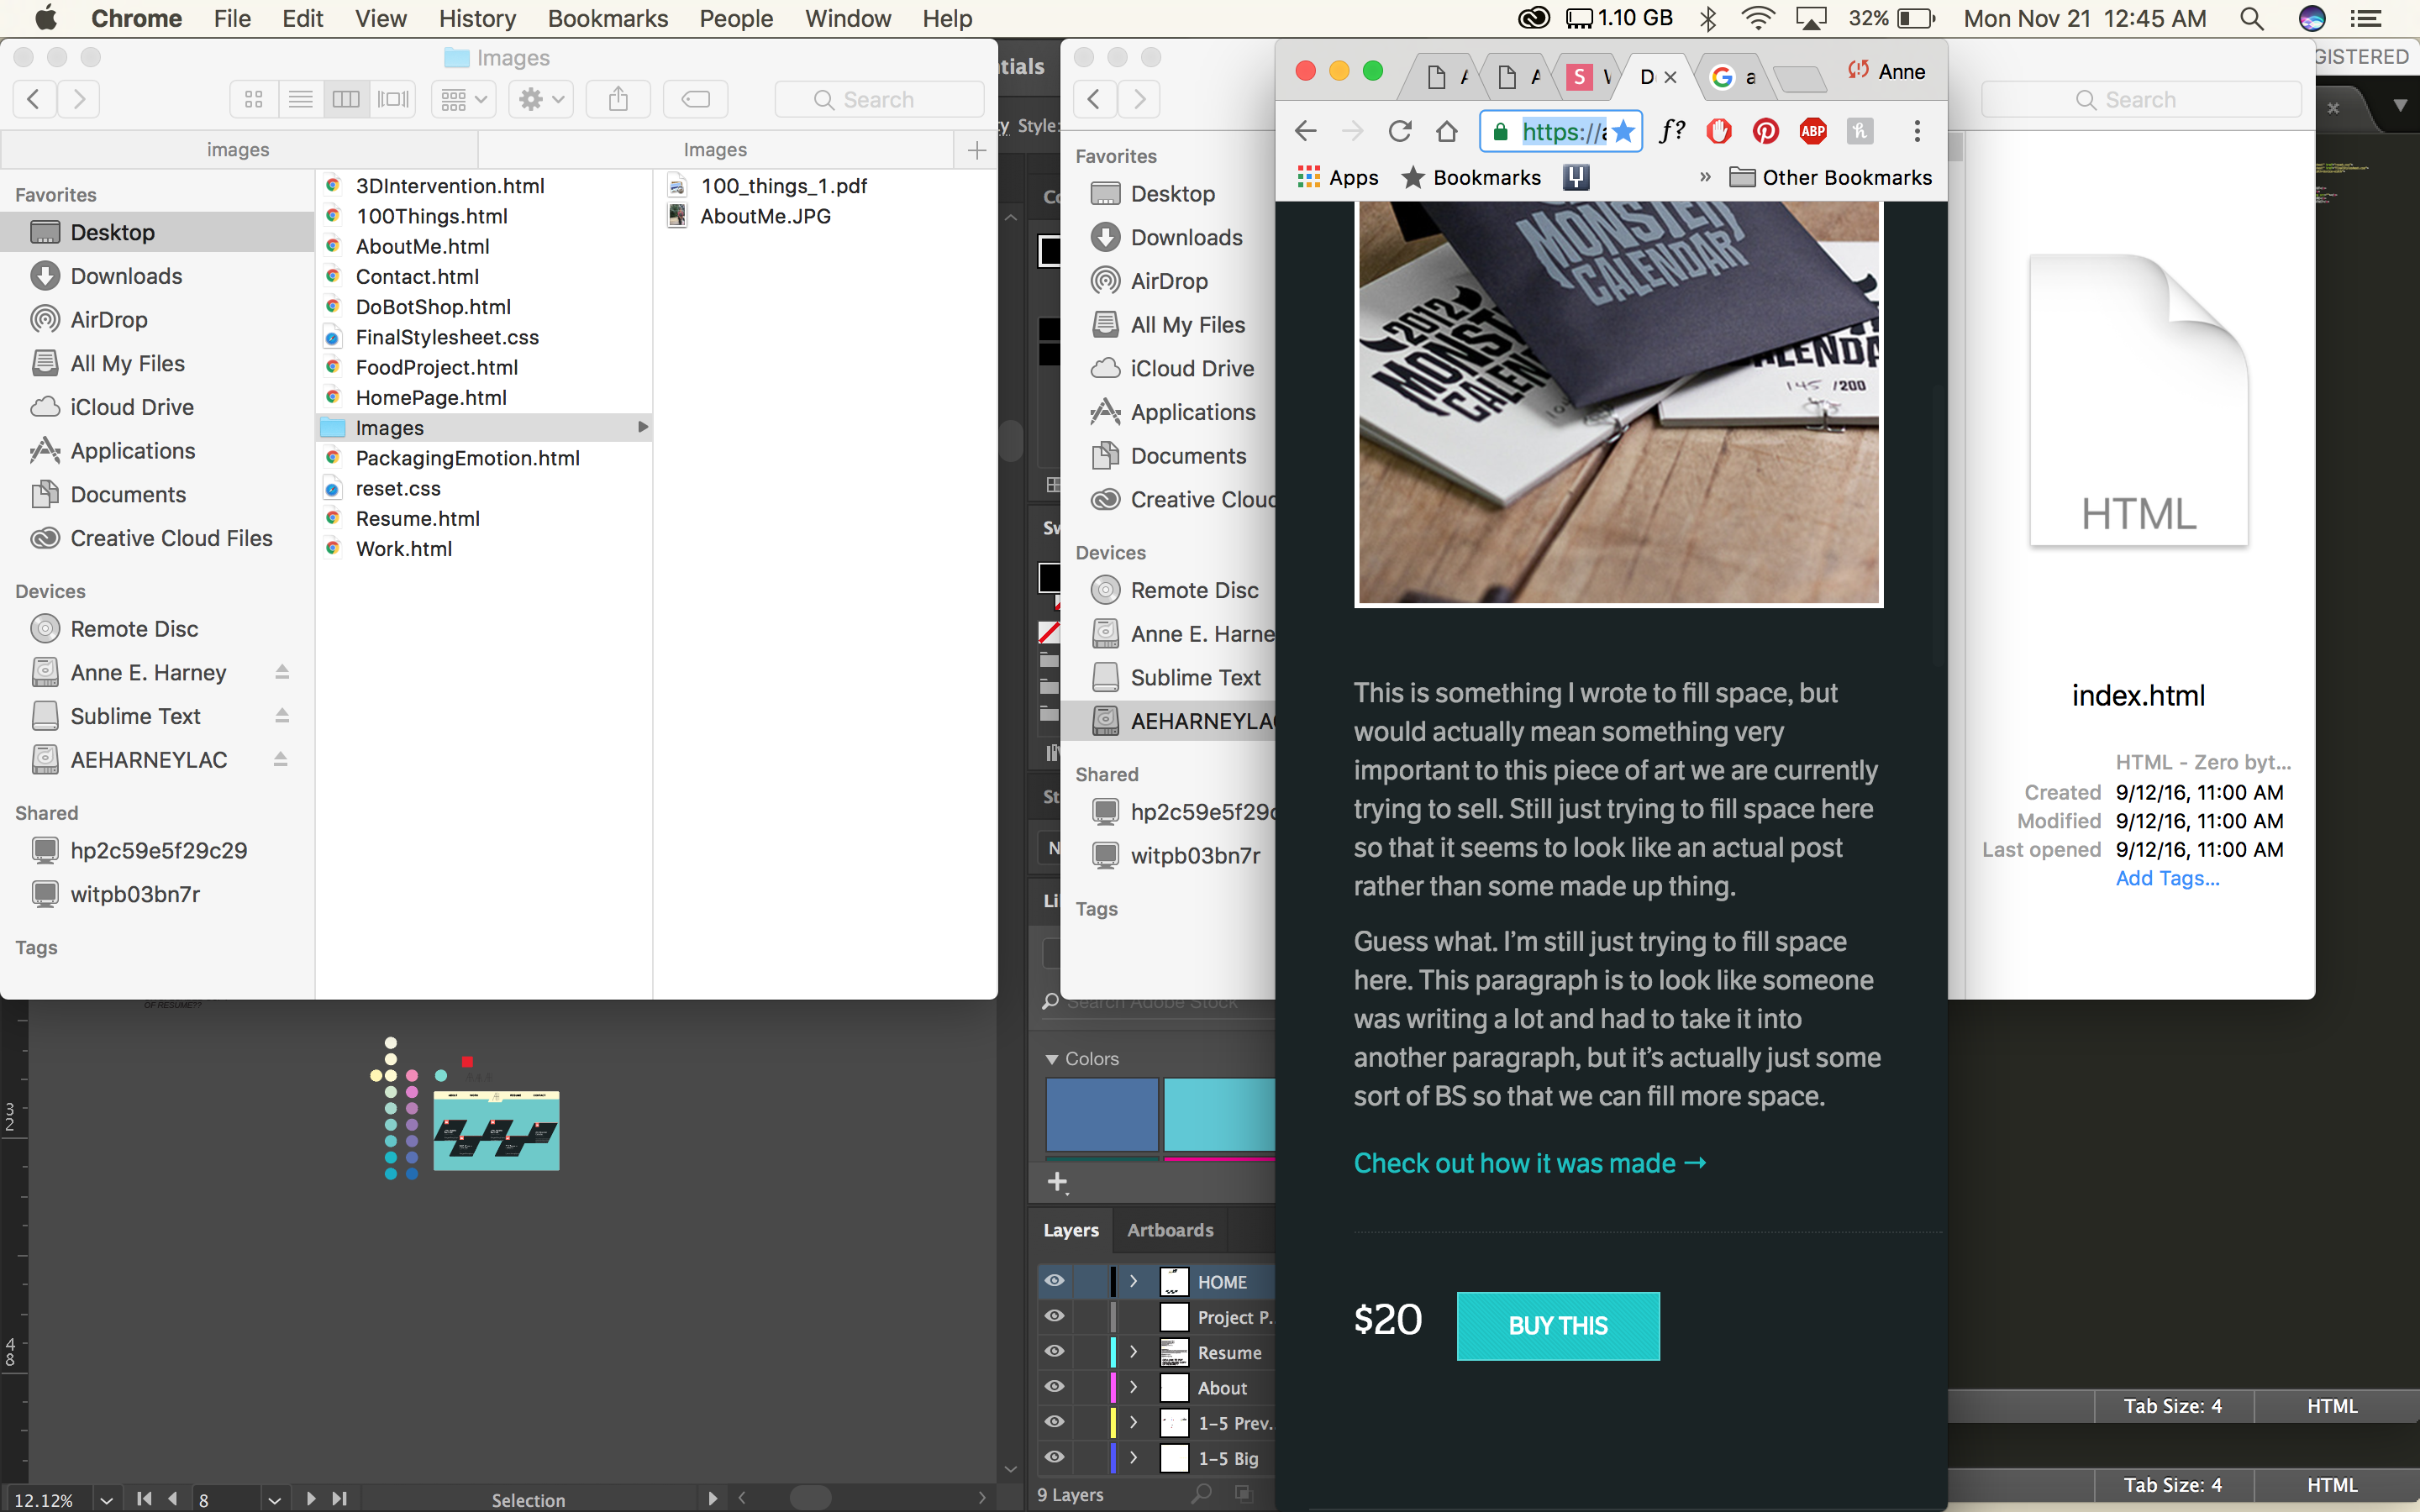 Chrome File Edit View History Bookmarks People Window Help 1.10 GB 32% Mon Nov 21 12:45 AM
Images
Search
images Images
Favorites
Desktop
Downloads
AirDrop
All My Files
iCloud Drive
Applications
Documents
Creative Cloud Files
Devices
Remote Disc
Anne E. Harney
Sublime Text
AEHARNEYLAC
Shared
hp2c59e5f29c29
witpb03bn7r
Tags
3DIntervention.html
100Things.html
AboutMe.html
Contact.html
DoBotShop.html
FinalStylesheet.css
FoodProject.html
HomePage.html
Images
PackagingEmotion.html
reset.css
Resume.html
Work.html
100_things_1.pdf
AboutMe.JPG
OF RESUME??
3
2
4
8
12.12% 8 Selection
tials
Style:
Favorites
Desktop
Downloads
AirDrop
All My Files
iCloud Drive
Applications
Documents
Creative Clou
Devices
Remote Disc
Anne E. Harne
Sublime Text
AEHARNEYLA
Shared
hp2c59e5f29
witpb03bn7r
Tags
Search Adobe Stock
Colors
Layers Artboards
HOME
Project P...
Resume
About
1-5 Prev...
1-5 Big
9 Layers
S D G a Anne
https:// f? ABP h
Apps Bookmarks » Other Bookmarks
MONSTER
CALENDAR
2012
145 /200
This is something I wrote to fill space, but
would actually mean something very
important to this piece of art we are currently
trying to sell. Still just trying to fill space here
so that it seems to look like an actual post
rather than some made up thing.
Guess what. I’m still just trying to fill space
here. This paragraph is to look like someone
was writing a lot and had to take it into
another paragraph, but it’s actually just some
sort of BS so that we can fill more space.
Check out how it was made →
$20 BUY THIS
GISTERED
Search
HTML
index.html
HTML - Zero byt...
Created 9/12/16, 11:00 AM
Modified 9/12/16, 11:00 AM
Last opened 9/12/16, 11:00 AM
Add Tags...
Tab Size: 4 HTML
Tab Size: 4 HTML